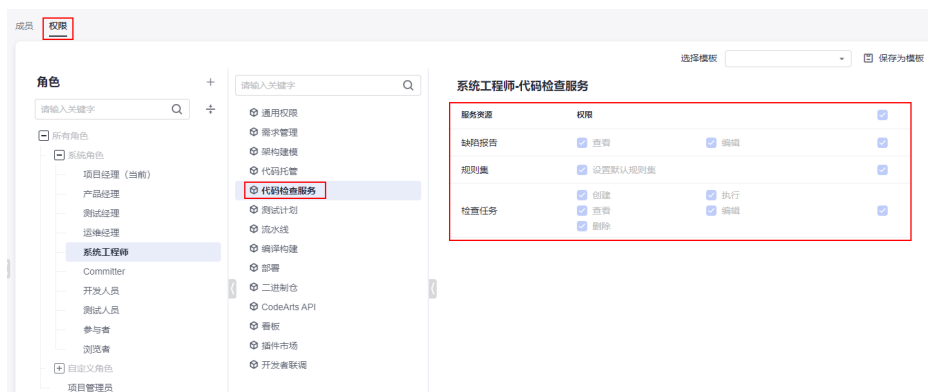 成员 权限
选择模板 保存为模板
角色
请输入关键字
所有角色
系统角色
项目经理（当前）
产品经理
测试经理
运维经理
系统工程师
Committer
开发人员
测试人员
参与者
浏览者
自定义角色
项目管理员
请输入关键字
通用权限
需求管理
架构建模
代码托管
代码检查服务
测试计划
流水线
编译构建
部署
二进制仓
CodeArts API
看板
插件市场
开发者联调
系统工程师-代码检查服务
服务资源 权限
缺陷报告 查看 编辑
规则集 设置默认规则集
创建 执行
检查任务 查看 编辑
删除